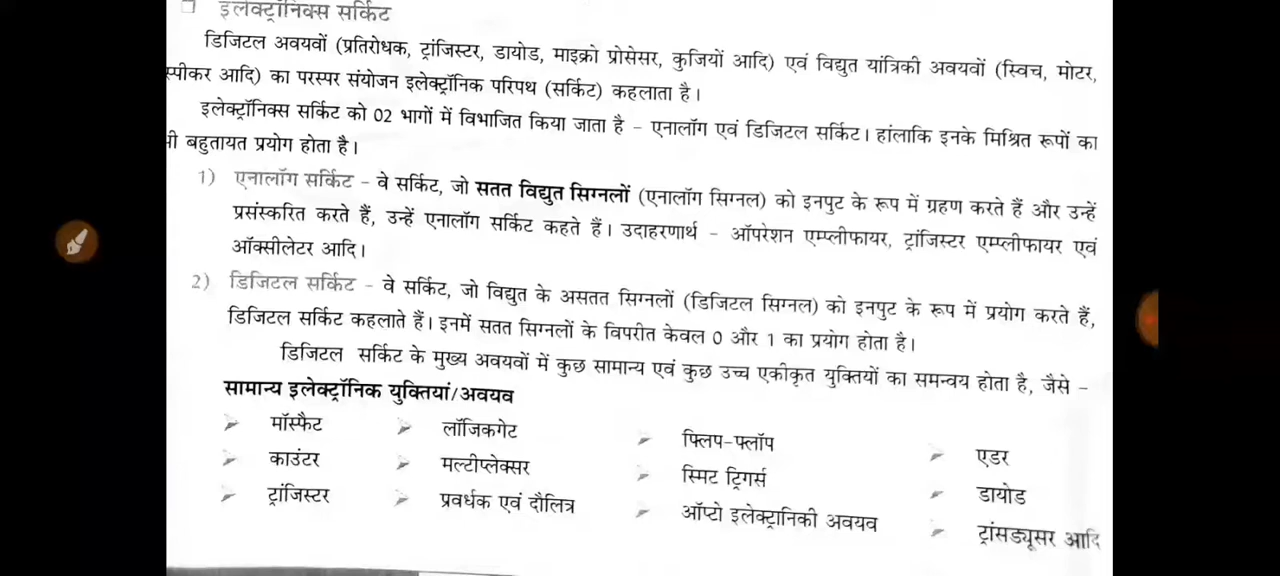 इलेक्ट्रॉनिक्स सर्किट
डिजिटल अवयवों (प्रतिरोधक, ट्रांजिस्टर, डायोड, माइक्रो प्रोसेसर, कुजियों आदि) एवं विद्युत यांत्रिकी अवयवों (स्विच, मोटर,
स्पीकर आदि) का परस्पर संयोजन इलेक्ट्रॉनिक परिपथ (सर्किट) कहलाता है।
इलेक्ट्रॉनिक्स सर्किट को 02 भागों में विभाजित किया जाता है - एनालॉग एवं डिजिटल सर्किट। हांलाकि इनके मिश्रित रूपों का
भी बहुतायत प्रयोग होता है।
1) एनालॉग सर्किट - वे सर्किट, जो सतत विद्युत सिग्नलों (एनालॉग सिग्नल) को इनपुट के रूप में ग्रहण करते हैं और उन्हें
प्रसंस्करित करते हैं, उन्हें एनालॉग सर्किट कहते हैं। उदाहरणार्थ - ऑपरेशन एम्प्लीफायर, ट्रांजिस्टर एम्प्लीफायर एवं
ऑक्सीलेटर आदि।
2) डिजिटल सर्किट - वे सर्किट, जो विद्युत के असतत सिग्नलों (डिजिटल सिग्नल) को इनपुट के रूप में प्रयोग करते हैं,
डिजिटल सर्किट कहलाते हैं। इनमें सतत सिग्नलों के विपरीत केवल 0 और 1 का प्रयोग होता है।
डिजिटल सर्किट के मुख्य अवयवों में कुछ सामान्य एवं कुछ उच्च एकीकृत युक्तियों का समन्वय होता है, जैसे -
सामान्य इलेक्ट्रॉनिक युक्तियां/अवयव
मॉस्फैट लॉजिकगेट फ्लिप-फ्लॉप एडर
काउंटर मल्टीप्लेक्सर स्मिट ट्रिगर्स डायोड
ट्रांजिस्टर प्रवर्धक एवं दौलित्र ऑप्टो इलेक्ट्रानिकी अवयव ट्रांसड्यूसर आदि